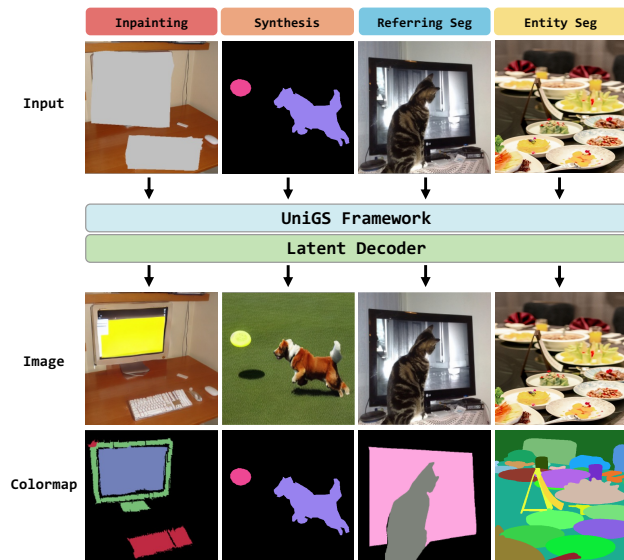 Inpainting
Synthesis
Referring Seg
Entity Seg
Input
UniGS Framework
Latent Decoder
Image
Colormap